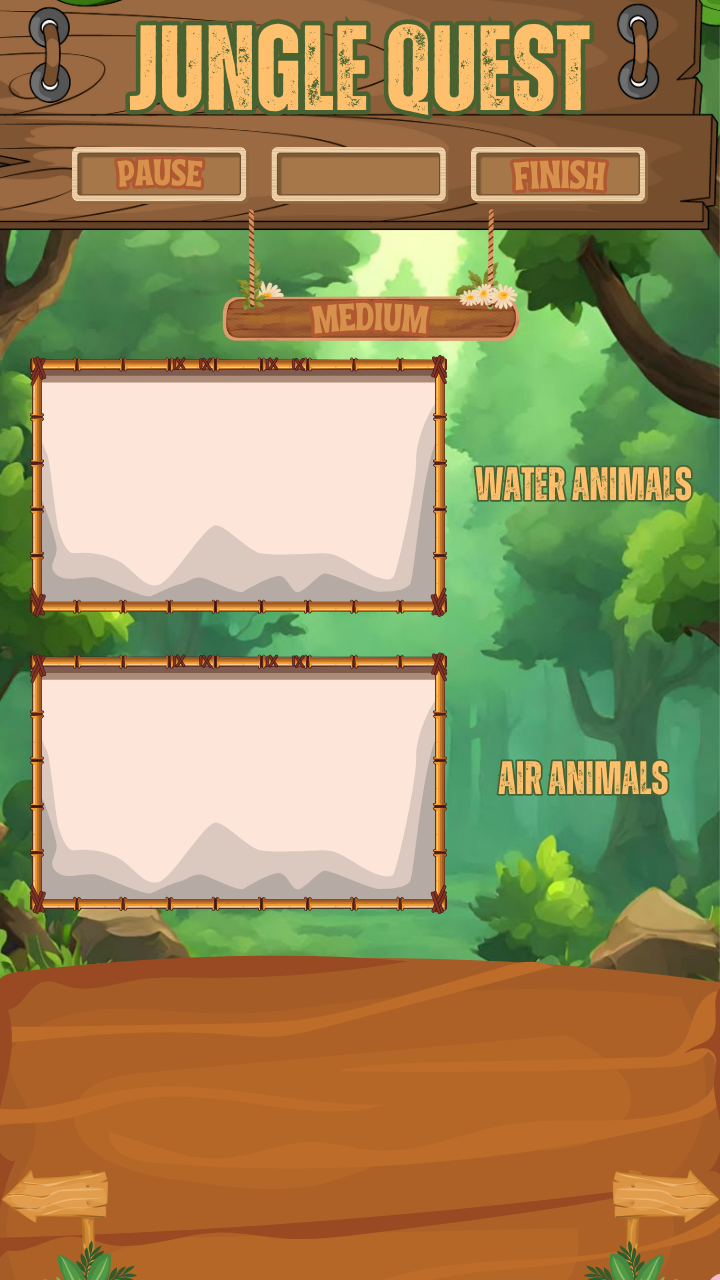 JUNGLE QUEST
PAUSE
FINISH
MEDIUM
WATER ANIMALS
AIR ANIMALS